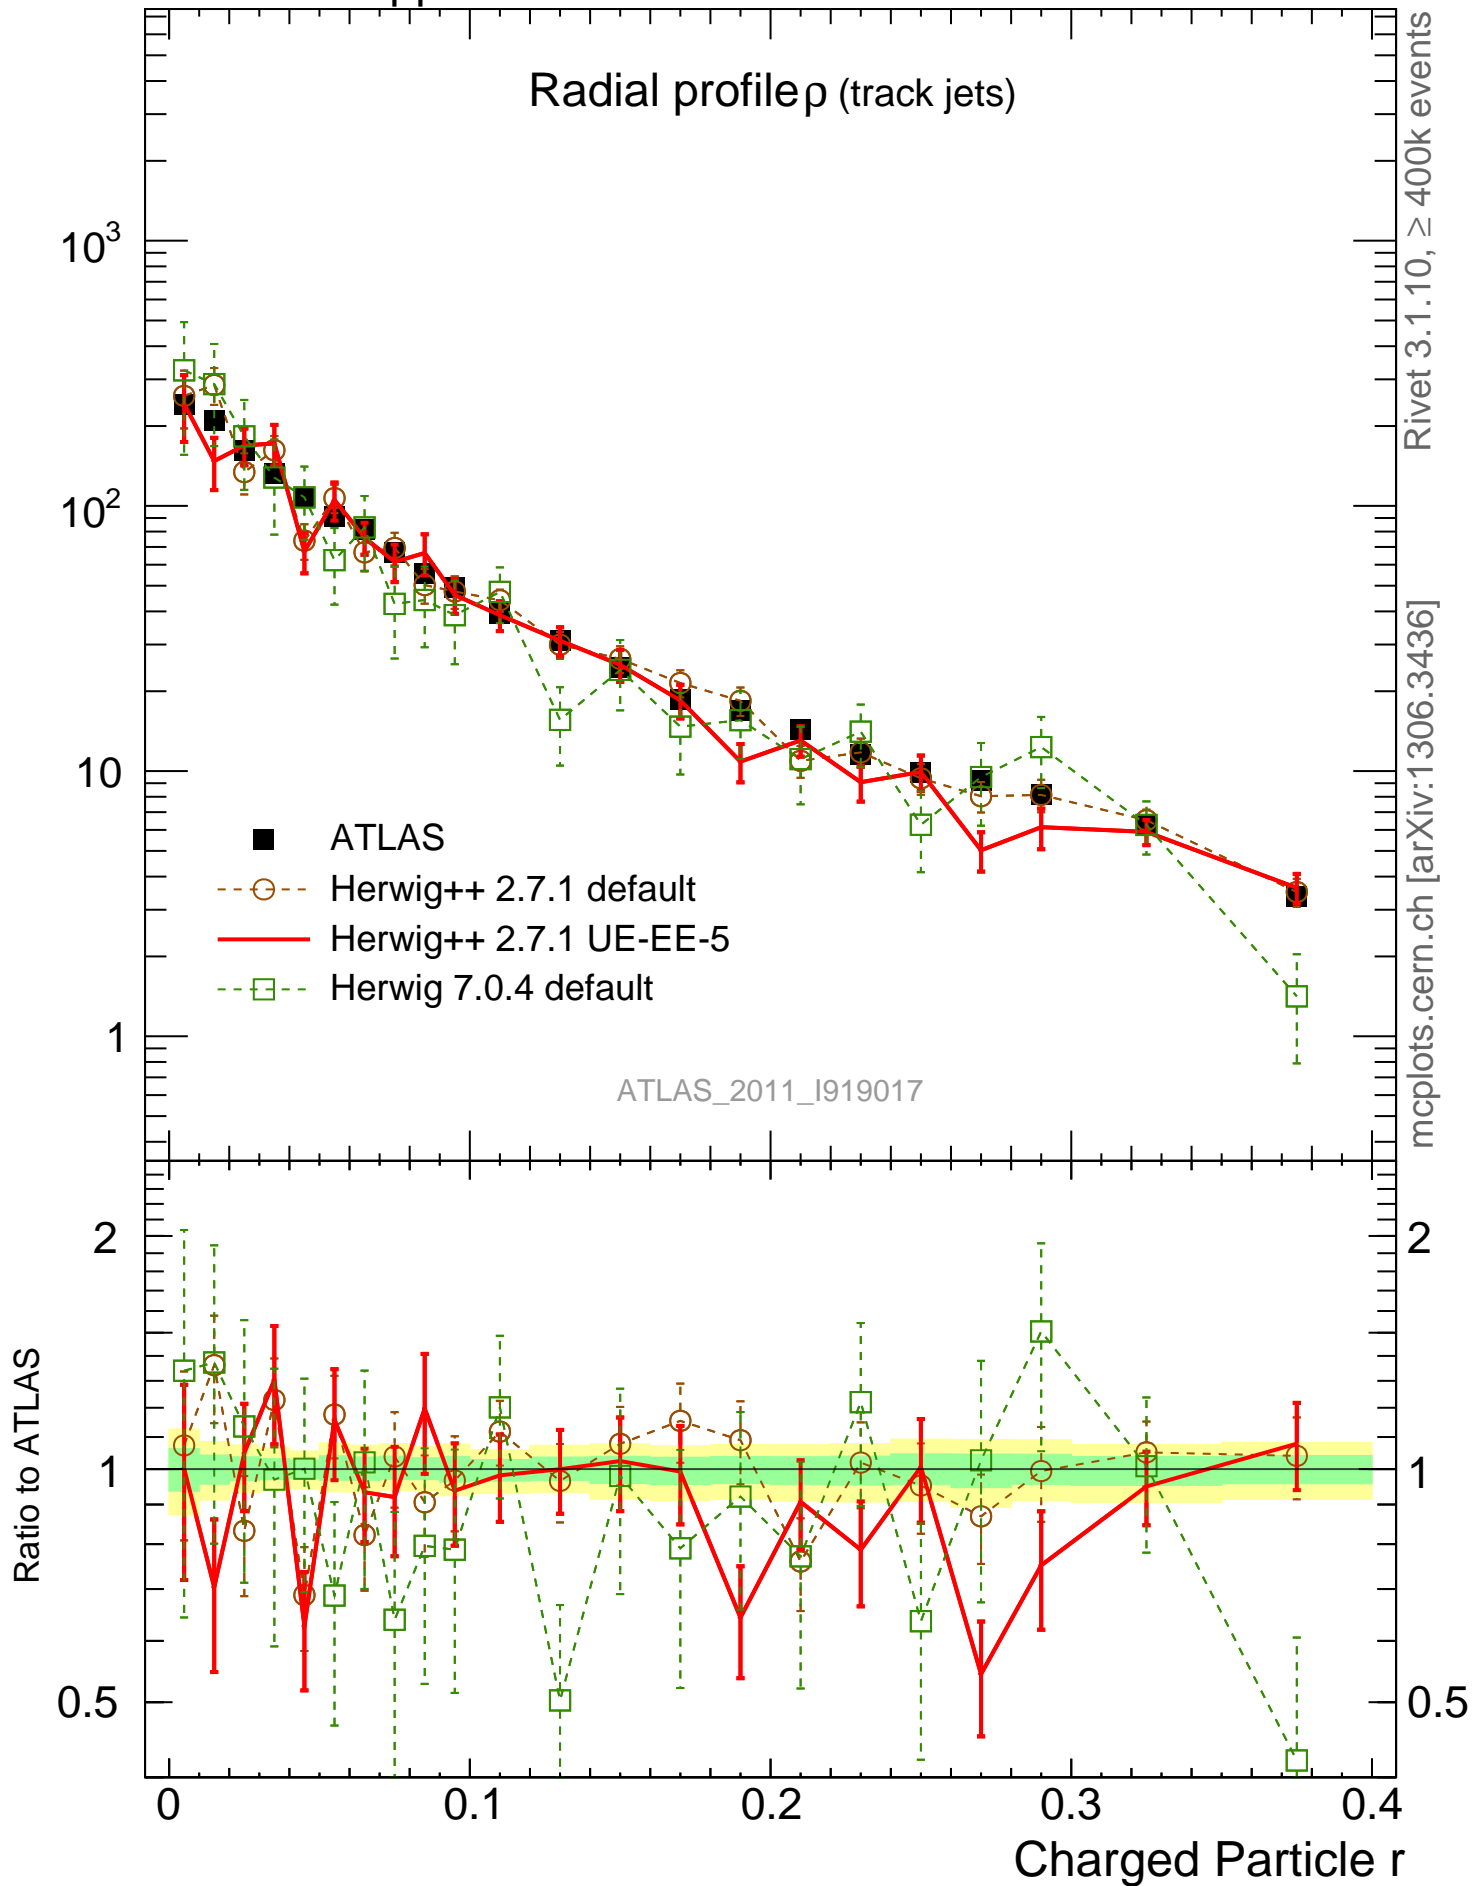 Radial profile ρ (track jets)
Rivet 3.1.10, ≥ 400k events
mcplots.cern.ch [arXiv:1306.3436]
10³
10²
10
1
ATLAS
Herwig++ 2.7.1 default
Herwig++ 2.7.1 UE-EE-5
Herwig 7.0.4 default
ATLAS_2011_I919017
Ratio to ATLAS
2
1
0.5
2
1
0.5
0 0.1 0.2 0.3 0.4
Charged Particle r